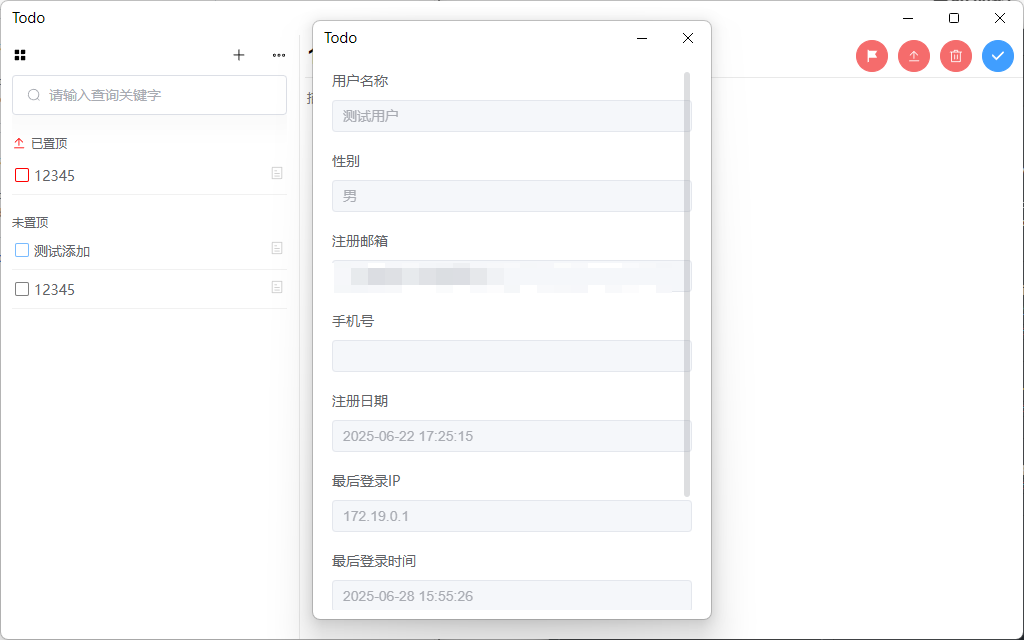 Todo
请输入查询关键字
已置顶
12345
未置顶
测试添加
12345
Todo
用户名称
测试用户
性别
男
注册邮箱
手机号
注册日期
2025-06-22 17:25:15
最后登录IP
172.19.0.1
最后登录时间
2025-06-28 15:55:26